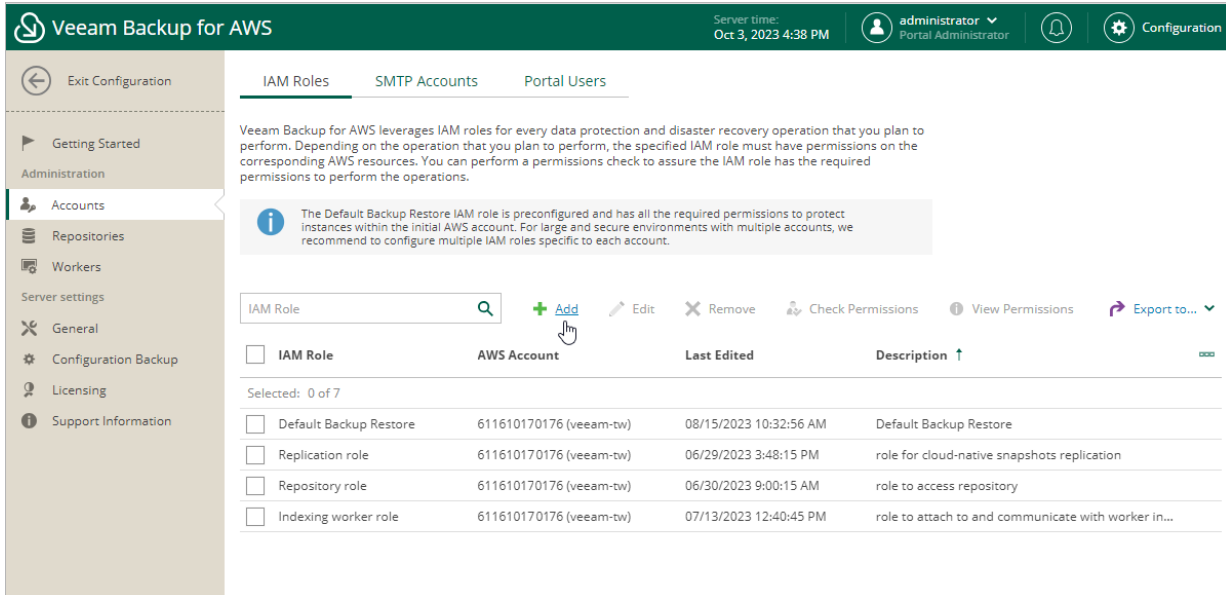 Veeam Backup for AWS
Server time:
Oct 3, 2023 4:38 PM
administrator
Portal Administrator
Configuration
Exit Configuration
Getting Started
Administration
Accounts
Repositories
Workers
Server settings
General
Configuration Backup
Licensing
Support Information
IAM Roles SMTP Accounts Portal Users
Veeam Backup for AWS leverages IAM roles for every data protection and disaster recovery operation that you plan to
perform. Depending on the operation that you plan to perform, the specified IAM role must have permissions on the
corresponding AWS resources. You can perform a permissions check to assure the IAM role has the required
permissions to perform the operations.
The Default Backup Restore IAM role is preconfigured and has all the required permissions to protect
instances within the initial AWS account. For large and secure environments with multiple accounts, we
recommend to configure multiple IAM roles specific to each account.
IAM Role Add Edit Remove Check Permissions View Permissions Export to...
IAM Role AWS Account Last Edited Description
Selected: 0 of 7
Default Backup Restore 611610170176 (veeam-tw) 08/15/2023 10:32:56 AM Default Backup Restore
Replication role 611610170176 (veeam-tw) 06/29/2023 3:48:15 PM role for cloud-native snapshots replication
Repository role 611610170176 (veeam-tw) 06/30/2023 9:00:15 AM role to access repository
Indexing worker role 611610170176 (veeam-tw) 07/13/2023 12:40:45 PM role to attach to and communicate with worker in...